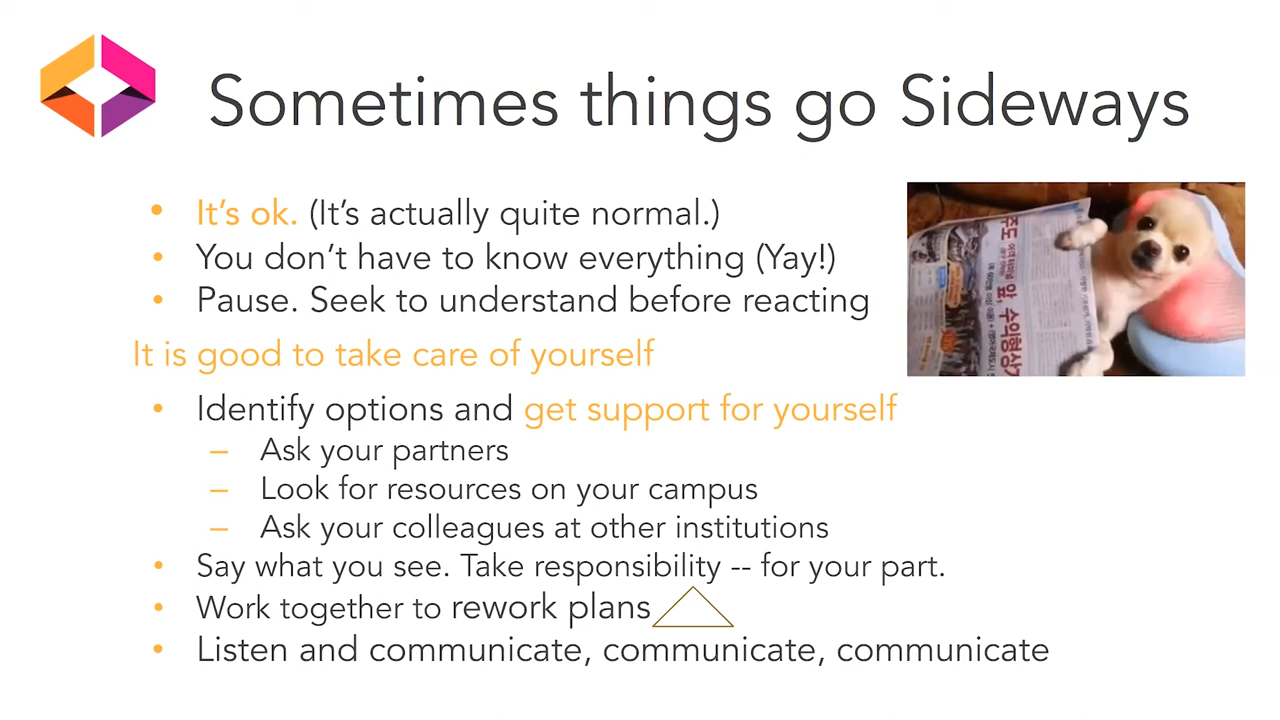 Sometimes things go Sideways
• It's ok. (It's actually quite normal.)
• You don't have to know everything (Yay!)
• Pause. Seek to understand before reacting
It is good to take care of yourself
• Identify options and get support for yourself
– Ask your partners
– Look for resources on your campus
– Ask your colleagues at other institutions
• Say what you see. Take responsibility -- for your part.
• Work together to rework plans
• Listen and communicate, communicate, communicate